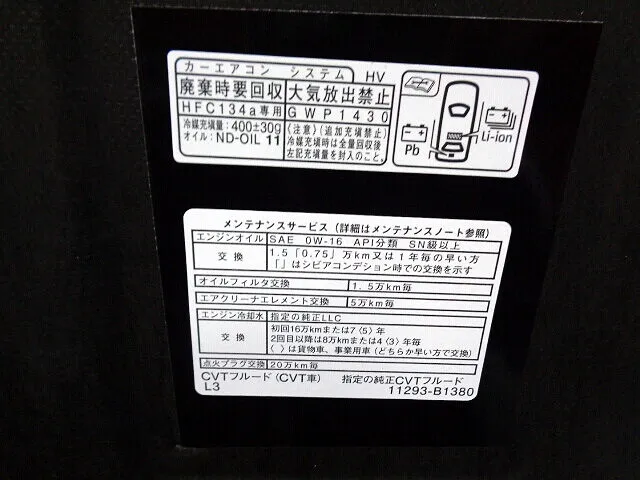 カーエアコン システム HV
廃棄時要回収 大気放出禁止
HFC134a専用 GWP1430
冷媒充填量: 400±30g
オイル: ND-OIL 11
(注意)(追加充填禁止)
冷媒充填時は全量回収後
左記充填量を封入のこと。
Pb
Li-ion
メンテナンスサービス (詳細はメンテナンスノート参照)
エンジンオイル SAE 0W-16 API分類 SN級以上
交換
1.5「0.75」万km又は1年毎の早い方
「」はシビアコンデション時での交換を示す
オイルフィルタ交換 1.5万km毎
エアクリーナエレメント交換 5万km毎
エンジン冷却水 指定の純正LLC
交換
初回16万kmまたは7(5)年
2回目以降は8万kmまたは4(3)年毎
( )は貨物車、事業用車(どちらか早い方で交換)
点火プラグ交換 20万km毎
CVTフルード(CVT車) 指定の純正CVTフルード
L3 11293-B1380